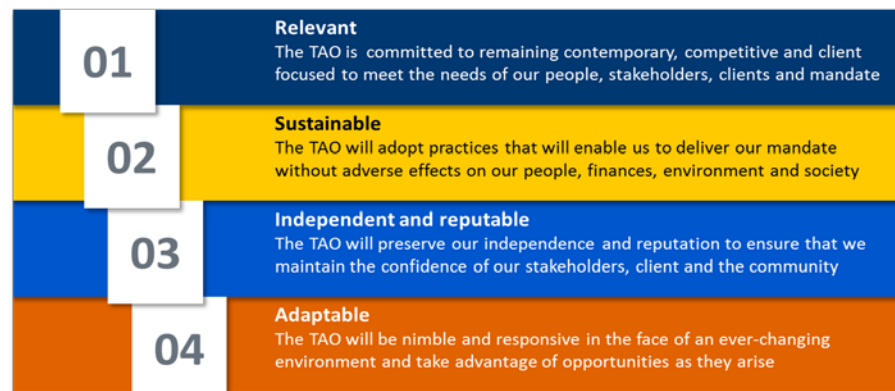 01
Relevant
The TAO is committed to remaining contemporary, competitive and client
focused to meet the needs of our people, stakeholders, clients and mandate
02
Sustainable
The TAO will adopt practices that will enable us to deliver our mandate
without adverse effects on our people, finances, environment and society
03
Independent and reputable
The TAO will preserve our independence and reputation to ensure that we
maintain the confidence of our stakeholders, client and the community
04
Adaptable
The TAO will be nimble and responsive in the face of an ever-changing
environment and take advantage of opportunities as they arise